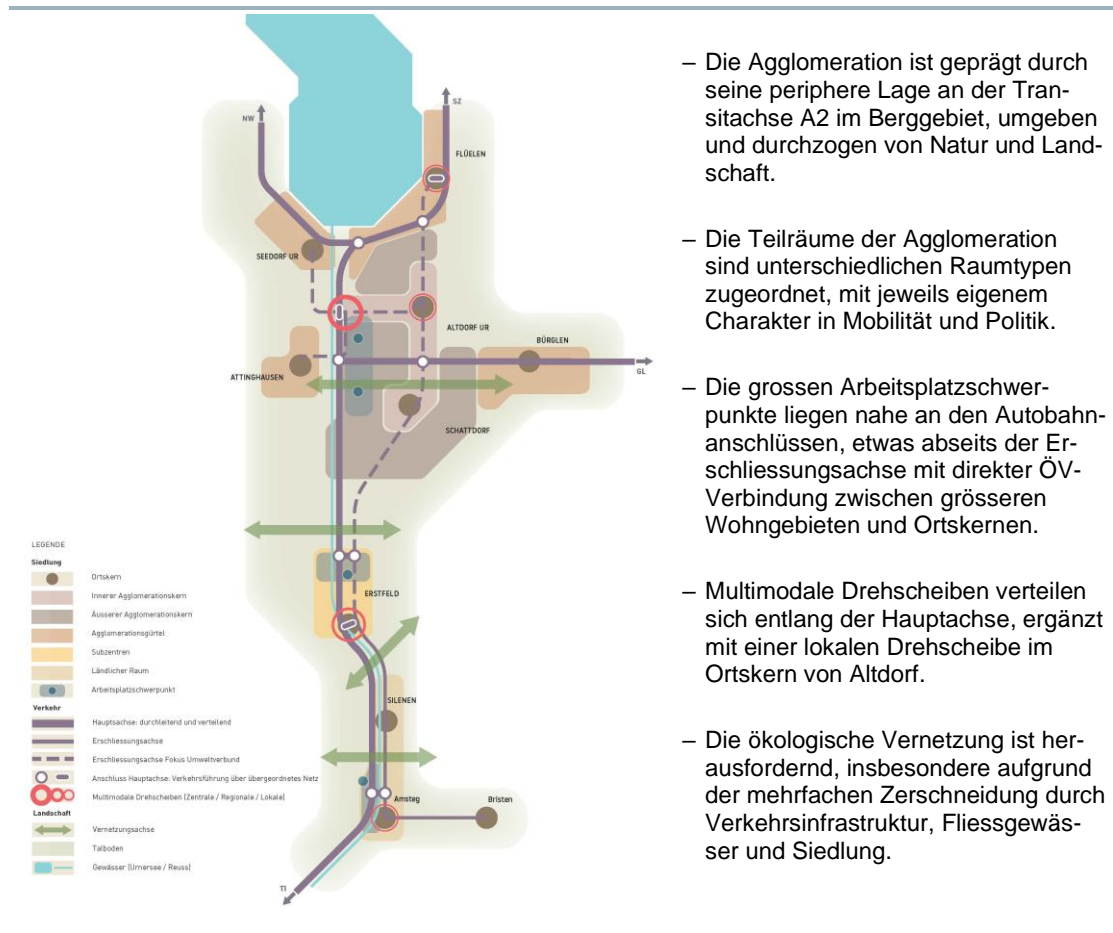 NW
SZ
FLÜELEN
SEEDORF UR
ALTDORF UR
BÜRGLEN
GL
ATTINGHAUSEN
SCHATTDORF
ERSTFELD
SILENEN
Amsteg
Bristen
TI
LEGENDE
Siedlung
Ortskern
Innerer Agglomerationskern
Äusserer Agglomerationskern
Agglomerationsgürtel
Subzentren
Ländlicher Raum
Arbeitsplatzschwerpunkt
Verkehr
Hauptsachse: durchleitend und verteilend
Erschliessungsachse
Erschliessungsachse Fokus Umweltverbund
Anschluss Hauptachse: Verkehrsführung über übergeordnetes Netz
Multimodale Drehscheiben (Zentrale / Regionale / Lokale)
Landschaft
Vernetzungsachse
Talboden
Gewässer (Urnersee / Reuss)
– Die Agglomeration ist geprägt durch
seine periphere Lage an der Tran-
sitachse A2 im Berggebiet, umgeben
und durchzogen von Natur und Land-
schaft.
– Die Teilräume der Agglomeration
sind unterschiedlichen Raumtypen
zugeordnet, mit jeweils eigenem
Charakter in Mobilität und Politik.
– Die grossen Arbeitsplatzschwer-
punkte liegen nahe an den Autobahn-
anschlüssen, etwas abseits der Er-
schliessungsachse mit direkter ÖV-
Verbindung zwischen grösseren
Wohngebieten und Ortskernen.
– Multimodale Drehscheiben verteilen
sich entlang der Hauptachse, ergänzt
mit einer lokalen Drehscheibe im
Ortskern von Altdorf.
– Die ökologische Vernetzung ist her-
ausfordernd, insbesondere aufgrund
der mehrfachen Zerschneidung durch
Verkehrsinfrastruktur, Fliessgewäs-
ser und Siedlung.